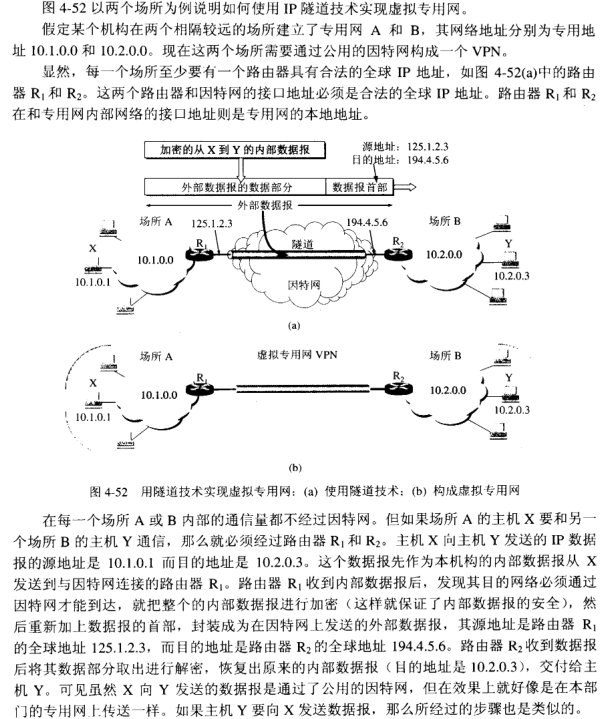 图 4-52 以两个场所为例说明如何使用 IP 隧道技术实现虚拟专用网。
假定某个机构在两个相隔较远的场所建立了专用网 A 和 B，其网络地址分别为专用地
址 10.1.0.0 和 10.2.0.0。现在这两个场所需要通过公用的因特网构成一个 VPN。
显然，每一个场所至少要有一个路由器具有合法的全球 IP 地址，如图 4-52(a)中的路由
器 R1 和 R2。这两个路由器和因特网的接口地址必须是合法的全球 IP 地址。路由器 R1 和 R2
在和专用网内部网络的接口地址则是专用网的本地地址。
加密的从 X 到 Y 的内部数据报
源地址：125.1.2.3
目的地址：194.4.5.6
外部数据报的数据部分
数据报首部
外部数据报
场所 A
125.1.2.3
194.4.5.6
场所 B
X
R1
隧道
R2
Y
10.1.0.0
10.2.0.0
10.1.0.1
因特网
10.2.0.3
(a)
场所 A
虚拟专用网 VPN
场所 B
X
R1
R2
Y
10.1.0.0
10.2.0.0
10.1.0.1
10.2.0.3
(b)
图 4-52 用隧道技术实现虚拟专用网：(a) 使用隧道技术；(b) 构成虚拟专用网
在每一个场所 A 或 B 内部的通信量都不经过因特网。但如果场所 A 的主机 X 要和另一
个场所 B 的主机 Y 通信，那么就必须经过路由器 R1 和 R2。主机 X 向主机 Y 发送的 IP 数据
报的源地址是 10.1.0.1 而目的地址是 10.2.0.3。这个数据报先作为本机构的内部数据报从 X
发送到与因特网连接的路由器 R1。路由器 R1 收到内部数据报后，发现其目的网络必须通过
因特网才能到达，就把整个的内部数据报进行加密（这样就保证了内部数据报的安全），然
后重新加上数据报的首部，封装成为在因特网上发送的外部数据报，其源地址是路由器 R1
的全球地址 125.1.2.3，而目的地址是路由器 R2 的全球地址 194.4.5.6。路由器 R2 收到数据报
后将其数据部分取出进行解密，恢复出原来的内部数据报（目的地址是 10.2.0.3），交付给主
机 Y。可见虽然 X 向 Y 发送的数据报是通过了公用的因特网，但在效果上就好像是在本部
门的专用网上传送一样。如果主机 Y 要向 X 发送数据报，那么所经过的步骤也是类似的。